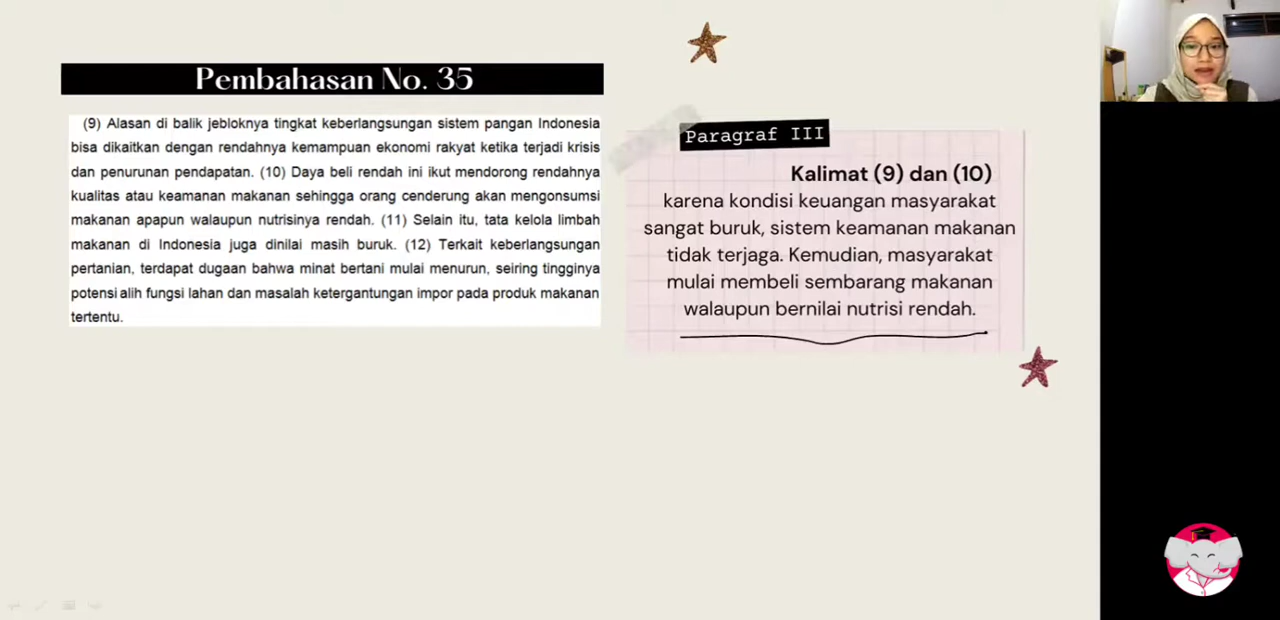 Pembahasan No. 35
(9) Alasan di balik jebloknya tingkat keberlangsungan sistem pangan Indonesia
bisa dikaitkan dengan rendahnya kemampuan ekonomi rakyat ketika terjadi krisis
dan penurunan pendapatan. (10) Daya beli rendah ini ikut mendorong rendahnya
kualitas atau keamanan makanan sehingga orang cenderung akan mengonsumsi
makanan apapun walaupun nutrisinya rendah. (11) Selain itu, tata kelola limbah
makanan di Indonesia juga dinilai masih buruk. (12) Terkait keberlangsungan
pertanian, terdapat dugaan bahwa minat bertani mulai menurun, seiring tingginya
potensi alih fungsi lahan dan masalah ketergantungan impor pada produk makanan
tertentu.
Paragraf III
Kalimat (9) dan (10)
karena kondisi keuangan masyarakat
sangat buruk, sistem keamanan makanan
tidak terjaga. Kemudian, masyarakat
mulai membeli sembarang makanan
walaupun bernilai nutrisi rendah.